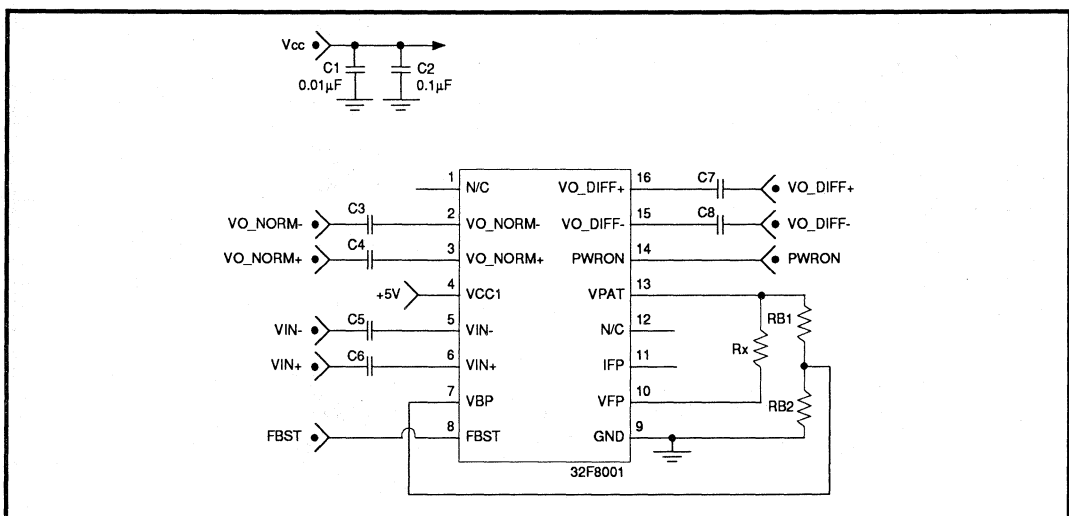 Vcc
C1
0.01µF
C2
0.1µF
1 N/C VO_DIFF+ 16 C7 VO_DIFF+
VO_NORM- C3 2 VO_NORM- VO_DIFF- 15 C8 VO_DIFF-
VO_NORM+ C4 3 VO_NORM+ PWRON 14 PWRON
+5V 4 VCC1 VPAT 13
VIN- C5 5 VIN- N/C 12
RB1
Rx
VIN+ C6 6 VIN+ IFP 11
7 VBP VFP 10
RB2
FBST 8 FBST GND 9
32F8001